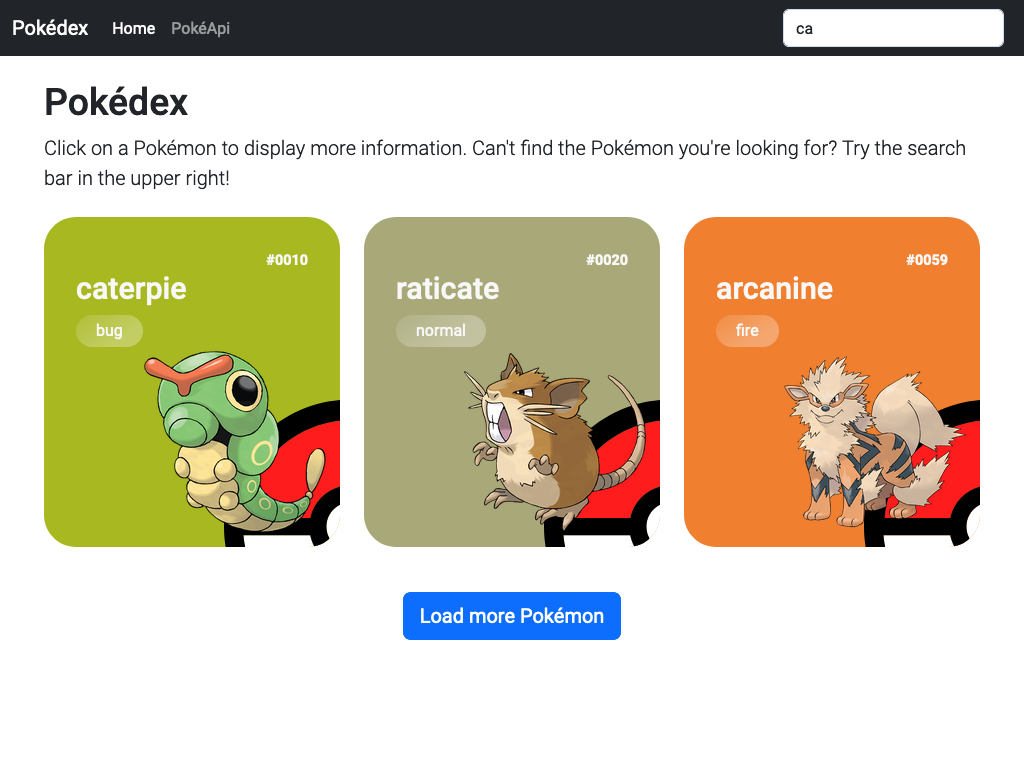 Pokédex Home PokéApi ca
Pokédex
Click on a Pokémon to display more information. Can't find the Pokémon you're looking for? Try the search
bar in the upper right!
#0010
caterpie
bug
#0020
raticate
normal
#0059
arcanine
fire
Load more Pokémon